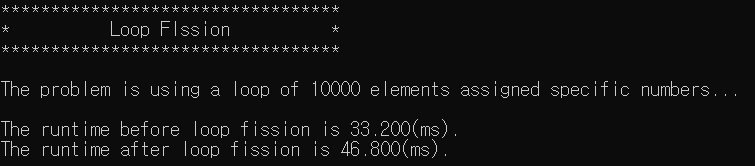 **********************************
* Loop FIssion *
**********************************
The problem is using a loop of 10000 elements assigned specific numbers...
The runtime before loop fission is 33.200(ms).
The runtime after loop fission is 46.800(ms).